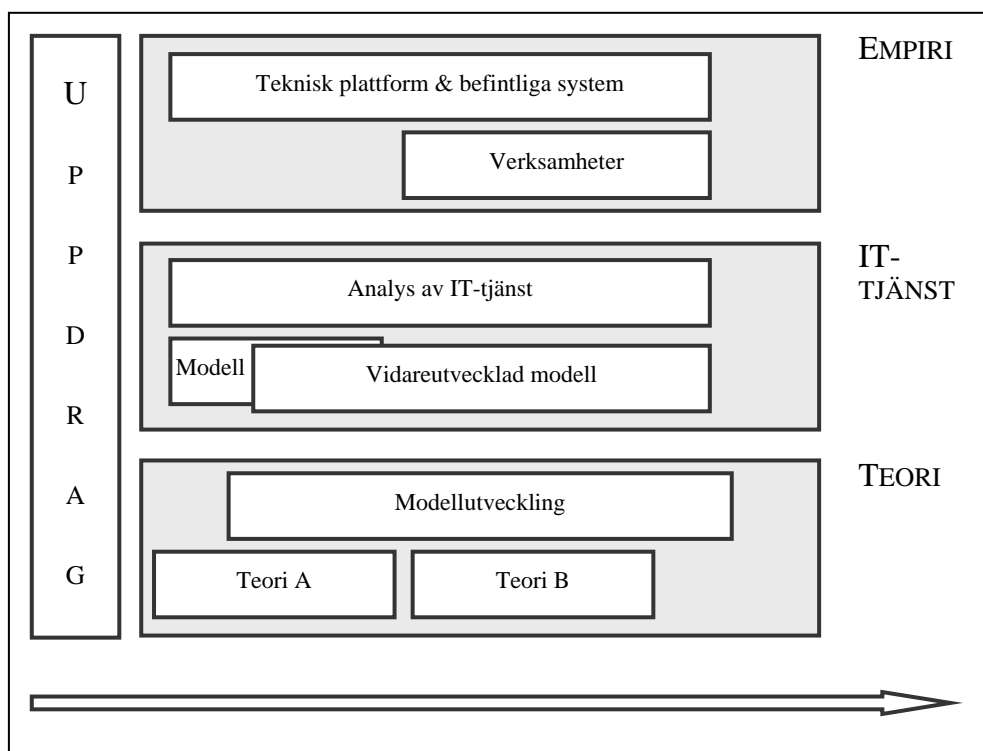 U
P
P
D
R
A
G
EMPIRI
Teknisk plattform & befintliga system
Verksamheter
IT-
TJÄNST
Analys av IT-tjänst
Modell
Vidareutvecklad modell
TEORI
Modellutveckling
Teori A
Teori B